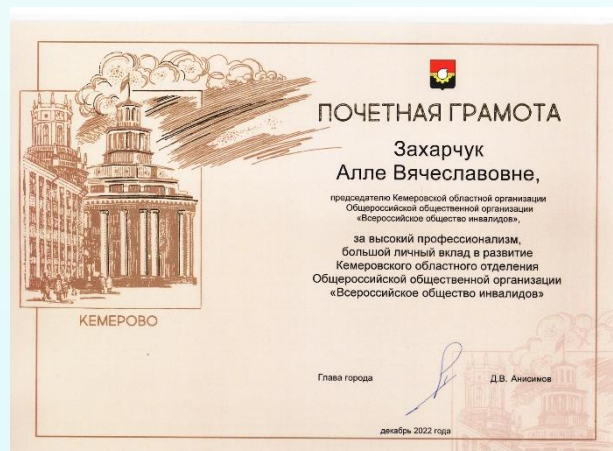 ПОЧЕТНАЯ ГРАМОТА
Захарчук
Алле Вячеславовне,
председателю Кемеровской областной организации
Общероссийской общественной организации
«Всероссийское общество инвалидов»,
за высокий профессионализм,
большой личный вклад в развитие
Кемеровского областного отделения
Общероссийской общественной организации
«Всероссийское общество инвалидов»
КЕМЕРОВО
Глава города
Д.В. Анисимов
декабрь 2022 года